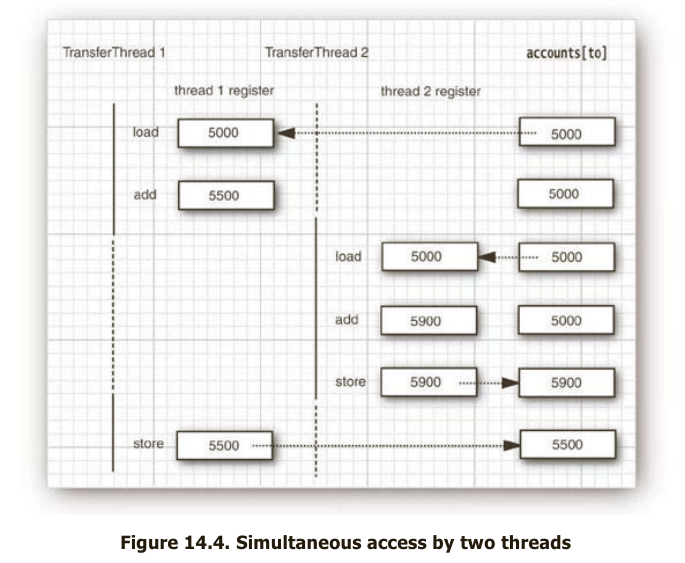 TransferThread 1 TransferThread 2 accounts[to]
thread 1 register thread 2 register
load 5000 5000
add 5500 5000
load 5000 5000
add 5900 5000
store 5900 5900
store 5500 5500
Figure 14.4. Simultaneous access by two threads